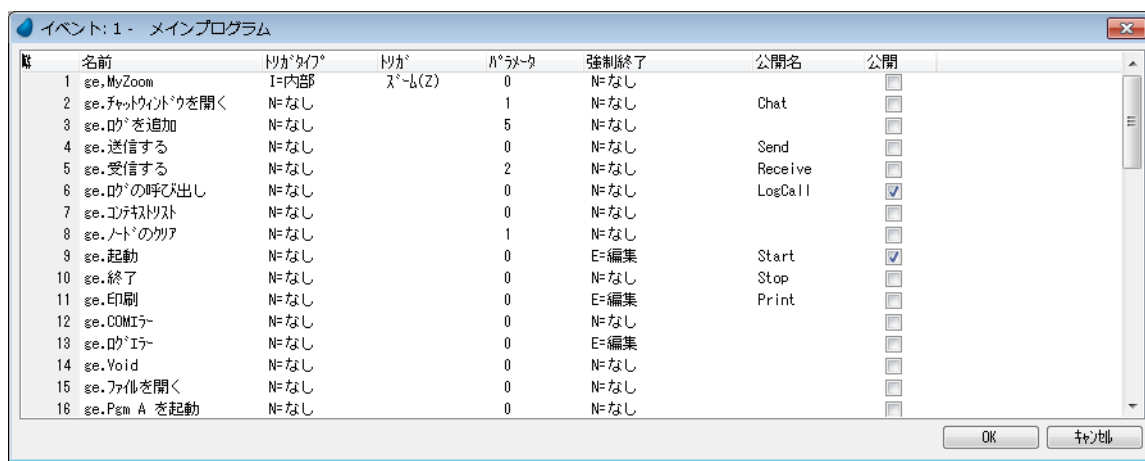 イベント: 1 - メインプログラム
# 名前 トリガタイプ トリガ パラメータ 強制終了 公開名 公開
1 ge,MyZoom I=内部 ズーム(Z) 0 N=なし
2 ge.チャットウィンドウを開く N=なし 1 N=なし Chat
3 ge.ログを追加 N=なし 5 N=なし
4 ge.送信する N=なし 0 N=なし Send
5 ge.受信する N=なし 2 N=なし Receive
6 ge.ログの呼び出し N=なし 0 N=なし LogCall
7 ge.コンテキストリスト N=なし 0 N=なし
8 ge.ノードのクリア N=なし 1 N=なし
9 ge.起動 N=なし 0 E=編集 Start
10 ge.終了 N=なし 0 N=なし Stop
11 ge.印刷 N=なし 0 E=編集 Print
12 ge.COMエラー N=なし 0 N=なし
13 ge.ログエラー N=なし 0 E=編集
14 ge.Void N=なし 0 N=なし
15 ge.ファイルを開く N=なし 0 N=なし
16 ge.Pgm A を起動 N=なし 0 N=なし
OK キャンセル